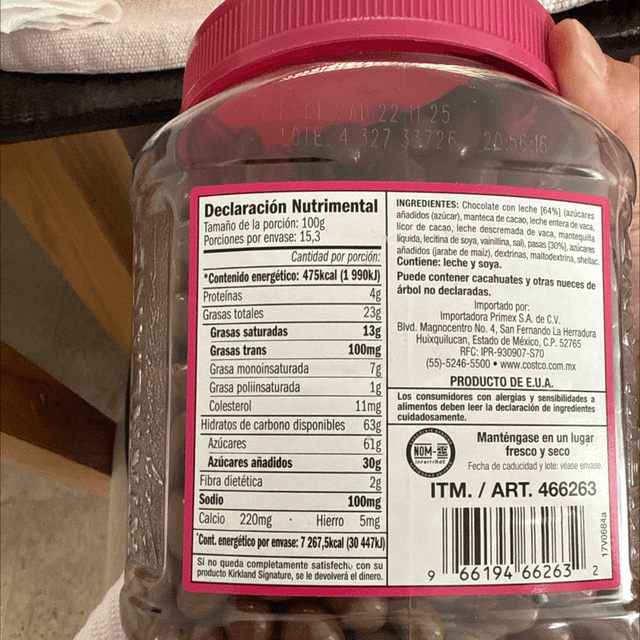 CAD 22 11 25
LOTE 4 327 33726 20:56:16
Declaración Nutrimental
Tamaño de la porción: 100g
Porciones por envase: 15,3
Cantidad por porción:
*Contenido energético: 475kcal (1 990kJ)
Proteínas 4g
Grasas totales 23g
Grasas saturadas 13g
Grasas trans 100mg
Grasa monoinsaturada 7g
Grasa poliinsaturada 1g
Colesterol 11mg
Hidratos de carbono disponibles 63g
Azúcares 61g
Azúcares añadidos 30g
Fibra dietética 2g
Sodio 100mg
Calcio 220mg · Hierro 5mg
*Cont. energético por envase: 7 267,5kcal (30 447kJ)
Si no queda completamente satisfecho con su
producto Kirkland Signature, se le devolverá el dinero.
INGREDIENTES: Chocolate con leche [64%] (azúcares
añadidos (azúcar), manteca de cacao, leche entera de vaca,
licor de cacao, leche descremada de vaca, mantequilla
líquida, lecitina de soya, vainillina, sal), pasas [30%], azúcares
añadidos (jarabe de maíz), dextrinas, maltodextrina, shellac.
Contiene: leche y soya.
Puede contener cacahuates y otras nueces de
árbol no declaradas.
Importado por:
Importadora Primex S.A. de C.V.
Blvd. Magnocentro No. 4, San Fernando La Herradura
Huixquilucan, Estado de México, C.P. 52765
RFC: IPR-930907-S70
(55)-5246-5500 • www.costco.com.mx
PRODUCTO DE E.U.A.
Los consumidores con alergias y sensibilidades a
alimentos deben leer la declaración de ingredientes
cuidadosamente.
NOM-
Manténgase en un lugar
fresco y seco
Fecha de caducidad y lote: véase envase.
ITM. / ART. 466263
17V0684a
9 66194 66263 2